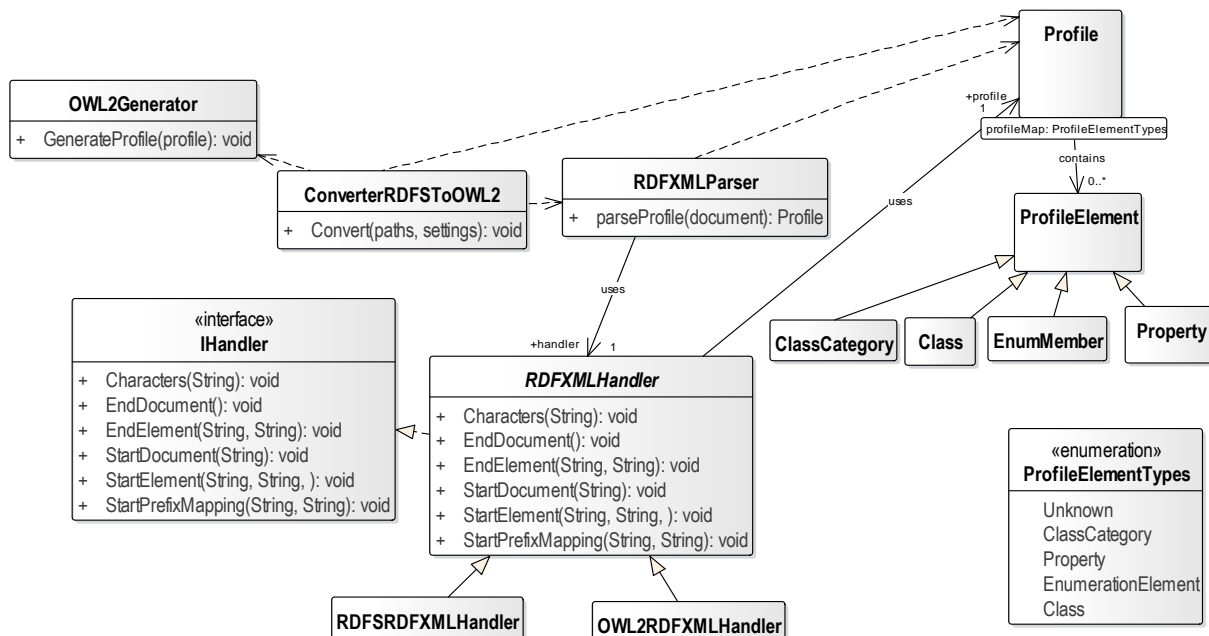 Profile
OWL2Generator
+ GenerateProfile(profile): void
+profile
1
profileMap: ProfileElementTypes
contains
0..*
ConverterRDFSToOWL2
+ Convert(paths, settings): void
RDFXMLParser
+ parseProfile(document): Profile
uses
ProfileElement
uses
ClassCategory
Class
EnumMember
Property
+handler
1
«interface»
IHandler
+ Characters(String): void
+ EndDocument(): void
+ EndElement(String, String): void
+ StartDocument(String): void
+ StartElement(String, String, ): void
+ StartPrefixMapping(String, String): void
RDFXMLHandler
+ Characters(String): void
+ EndDocument(): void
+ EndElement(String, String): void
+ StartDocument(String): void
+ StartElement(String, String, ): void
+ StartPrefixMapping(String, String): void
«enumeration»
ProfileElementTypes
Unknown
ClassCategory
Property
EnumerationElement
Class
RDFSRDFXMLHandler
OWL2RDFXMLHandler